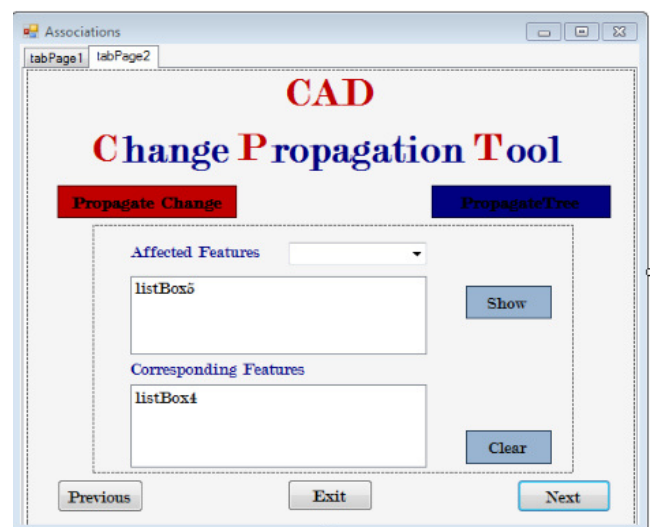 Associations
tabPage1 tabPage2
CAD
Change Propagation Tool
Propagate Change PropagateTree
Affected Features
listBox5
Show
Corresponding Features
listBox4
Clear
Previous Exit Next